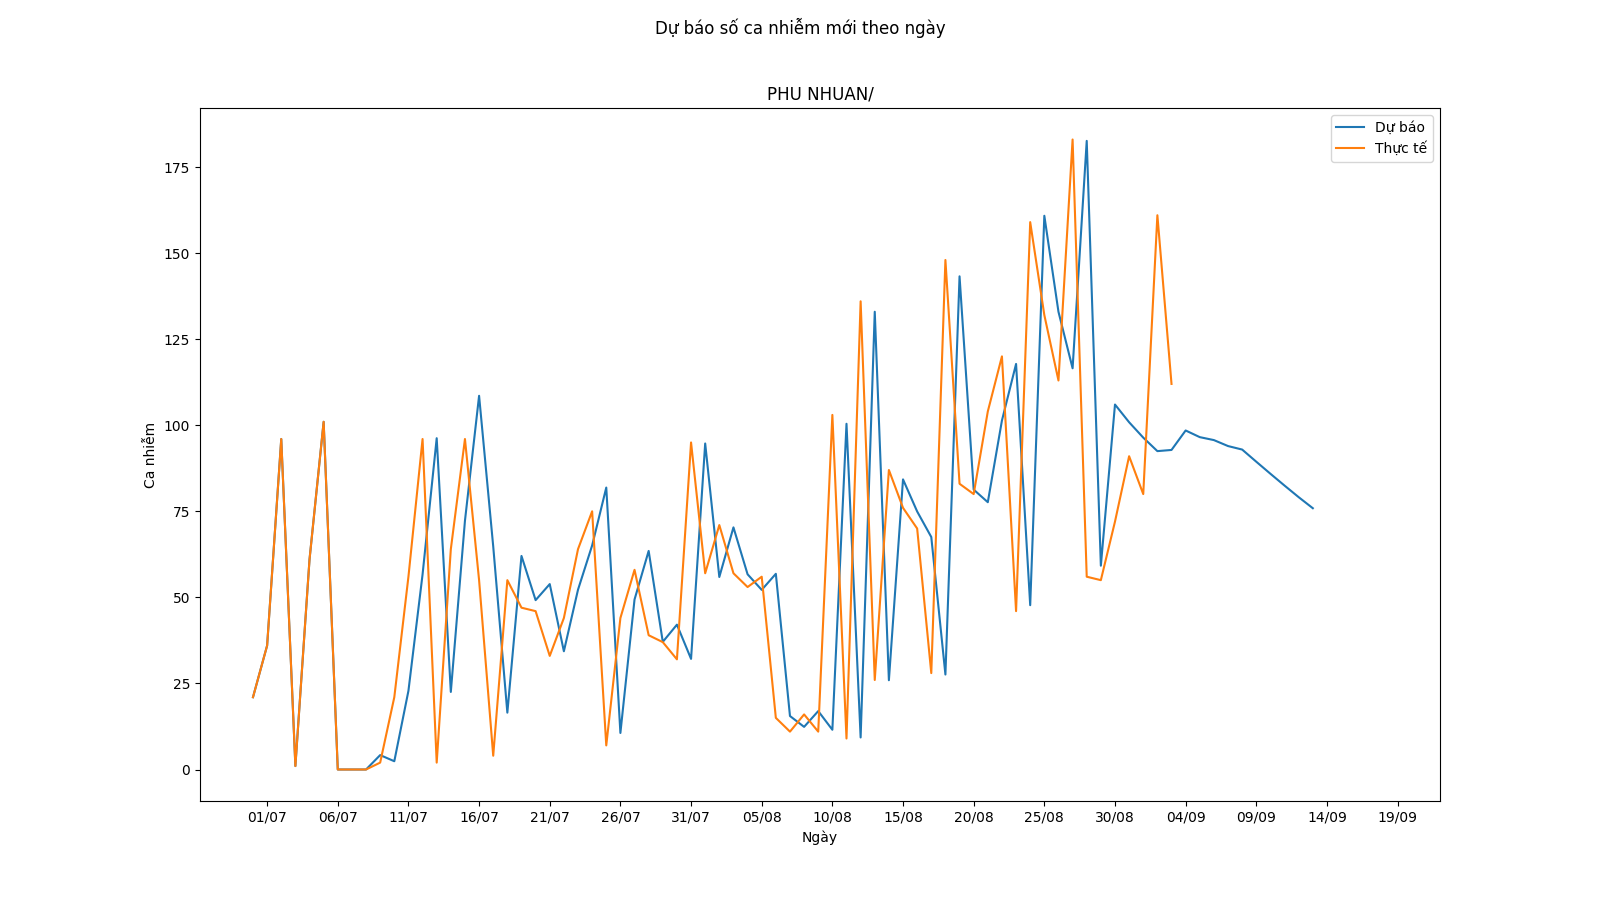 Dự báo số ca nhiễm mới theo ngày
PHU NHUAN/
Dự báo
Thực tế
175
150
125
100
75
50
25
0
Ca nhiễm
01/07 06/07 11/07 16/07 21/07 26/07 31/07 05/08 10/08 15/08 20/08 25/08 30/08 04/09 09/09 14/09 19/09
Ngày